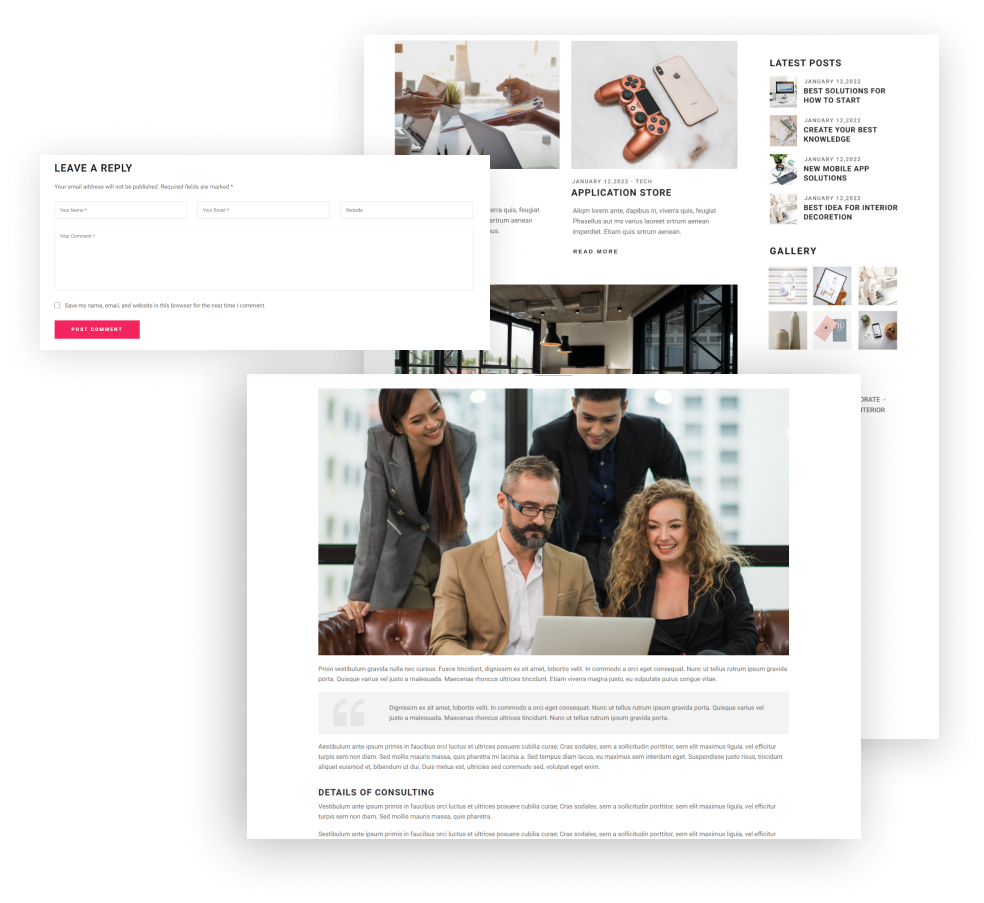 LATEST POSTS
JANUARY 12,2022
BEST SOLUTIONS FOR
HOW TO START
JANUARY 12,2022
CREATE YOUR BEST
KNOWLEDGE
JANUARY 12,2022
NEW MOBILE APP
SOLUTIONS
JANUARY 12,2022
BEST IDEA FOR INTERIOR
DECORETION
GALLERY
ORATE -
NTERIOR
JANUARY 12,2022 - TECH
APPLICATION STORE
Aliqm lorem ante, dapibus in, viverra quis, feugiat
Phasellus aut ms varius laoreet srtrum aenean
imperdiet. Etiam quis srtrum aenean.
READ MORE
erra quis, feugiat
srtrum aenean
us.
LEAVE A REPLY
Your email address will not be published. Required fields are marked *
Your Name *
Your Email *
Website
Your Comment *
Save my name, email, and website in this browser for the next time I comment.
POST COMMENT
Proin vestibulum gravida nulla nec cursus. Fusce tincidunt, dignissim ex sit amet, lobortis velit. In commodo a orci eget consequat. Nunc ut tellus rutrum ipsum gravida
porta. Quisque varius vel justo a malesuada. Maecenas rhoncus ultrices tincidunt. Etiam viverra magna justo, eu vulputate purus congue vitae.
Dignissim ex sit amet, lobortis velit. In commodo a orci eget consequat. Nunc ut tellus rutrum ipsum gravida porta. Quisque varius vel
justo a malesuada. Maecenas rhoncus ultrices tincidunt. Nunc ut tellus rutrum ipsum gravida porta.
Aestibulum ante ipsum primis in faucibus orci luctus et ultrices posuere cubilia curae; Cras sodales, sem a sollicitudin porttitor, sem elit maximus ligula, vel efficitur
turpis sem non diam. Sed mollis mauris massa, quis pharetra mi lacinia a. Sed tempus diam lacus, eu maximus sem interdum eget. Suspendisse justo risus, tincidunt
aliquet euismod et, bibendum ut dui. Duis metus est, ultricies sed commodo sed, volutpat eget enim.
DETAILS OF CONSULTING
Vestibulum ante ipsum primis in faucibus orci luctus et ultrices posuere cubilia curae; Cras sodales, sem a sollicitudin porttitor, sem elit maximus ligula, vel efficitur
turpis sem non diam. Sed mollis mauris massa, quis pharetra.
Sestibulum ante ipsum primis in faucibus orci luctus et ultrices posuere cubilia curae; Cras sodales, sem a sollicitudin porttitor, sem elit maximus ligula, vel efficitur